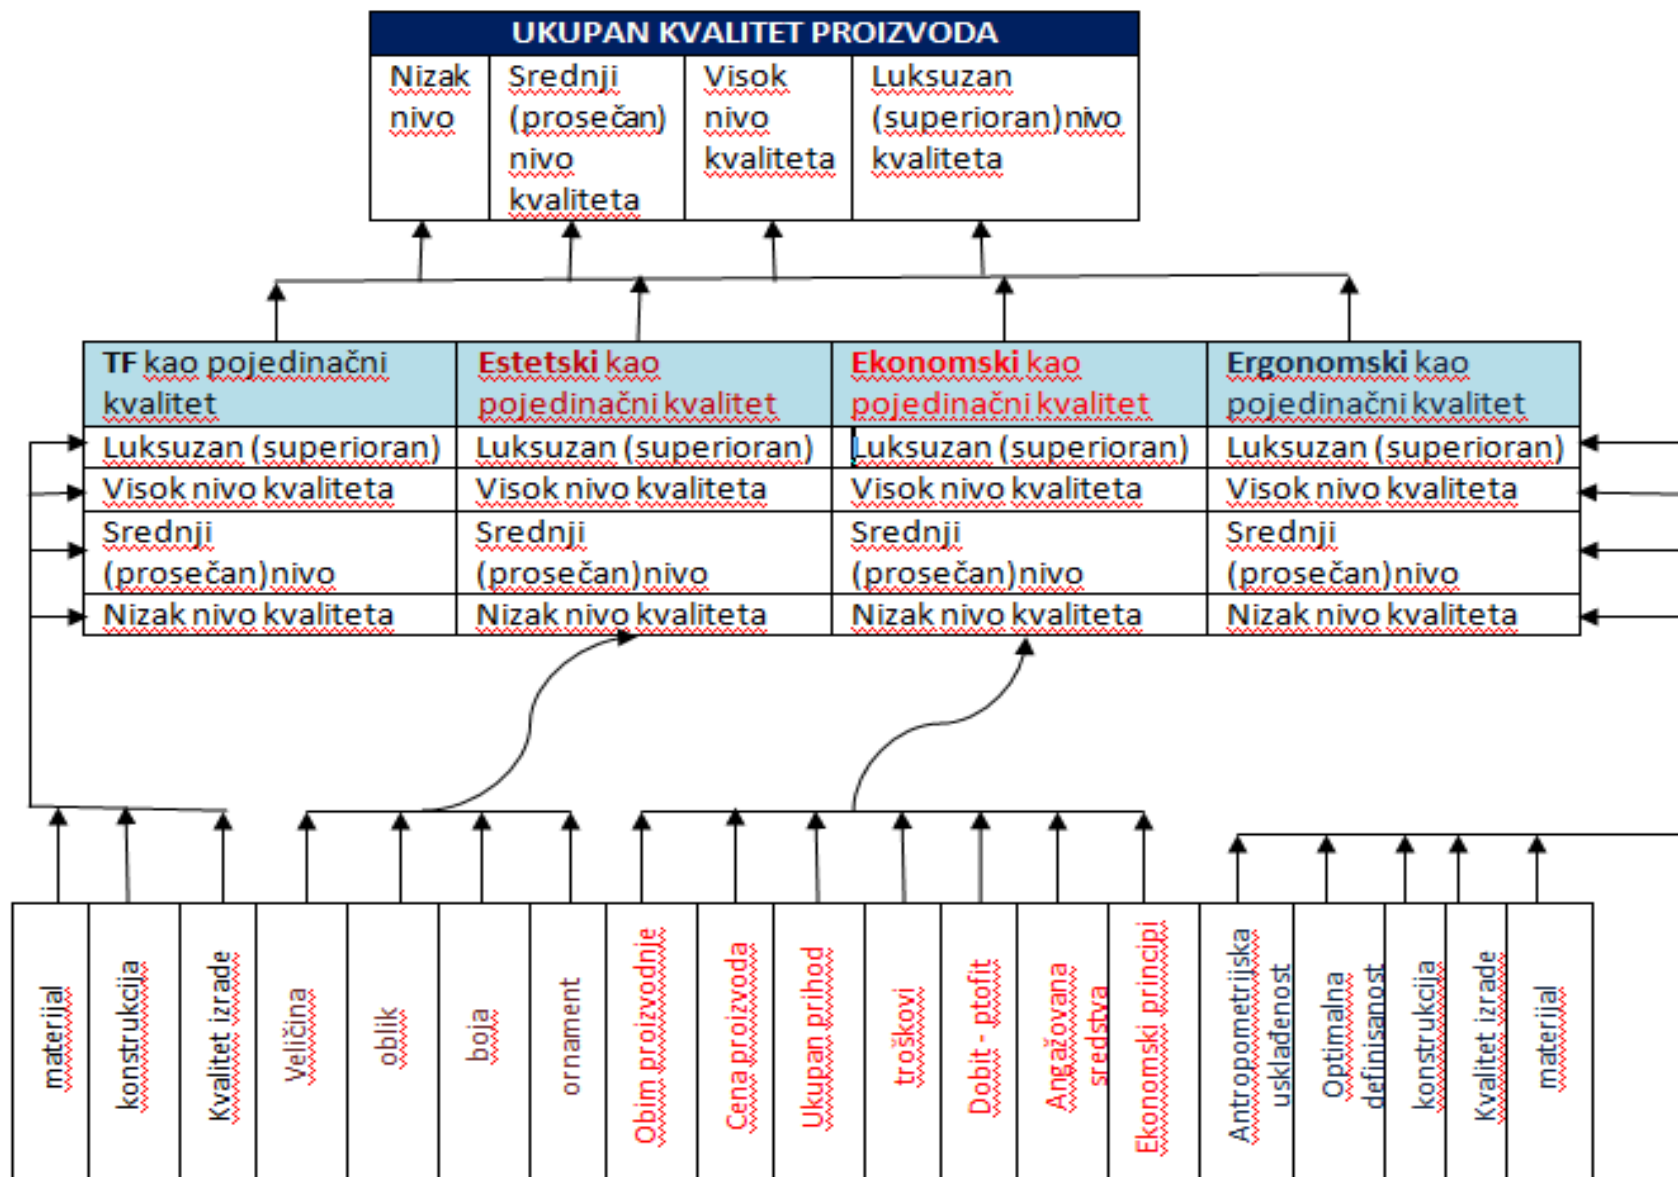 UKUPAN KVALITET PROIZVODA
Nizak
nivo
Srednji
(prosečan)
nivo
kvaliteta
Visok
nivo
kvaliteta
Luksuzan
(superioran)nivo
kvaliteta
TF kao pojedinačni
kvalitet
Estetski kao
pojedinačni kvalitet
Ekonomski kao
pojedinačni kvalitet
Ergonomski kao
pojedinačni kvalitet
Luksuzan (superioran)
Luksuzan (superioran)
Luksuzan (superioran)
Luksuzan (superioran)
Visok nivo kvaliteta
Visok nivo kvaliteta
Visok nivo kvaliteta
Visok nivo kvaliteta
Srednji
(prosečan)nivo
Srednji
(prosečan)nivo
Srednji
(prosečan)nivo
Srednji
(prosečan)nivo
Nizak nivo kvaliteta
Nizak nivo kvaliteta
Nizak nivo kvaliteta
Nizak nivo kvaliteta
materijal
konstrukcija
Kvalitet izrade
Veličina
oblik
boja
ornament
Obim proizvodnje
Cena proizvoda
Ukupan prihod
troškovi
Dobit - ptofit
Angažovana
sredstva
Ekonomski principi
Antropometrijska
usklađenost
Optimalna
definisanost
konstrukcija
Kvalitet izrade
materijal